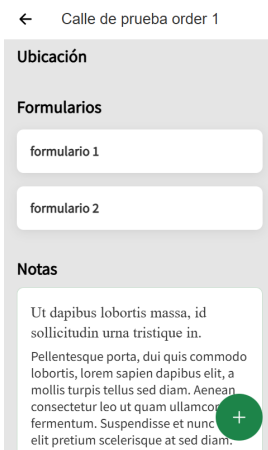 Calle de prueba order 1
Ubicación
Formularios
formulario 1
formulario 2
Notas
Ut dapibus lobortis massa, id
sollicitudin urna tristique in.
Pellentesque porta, dui quis commodo
lobortis, lorem sapien dapibus elit, a
mollis turpis tellus sed diam. Aenean
consectetur leo ut quam
fermentum. Suspendisse et nunc
elit pretium scelerisque at sed diam.